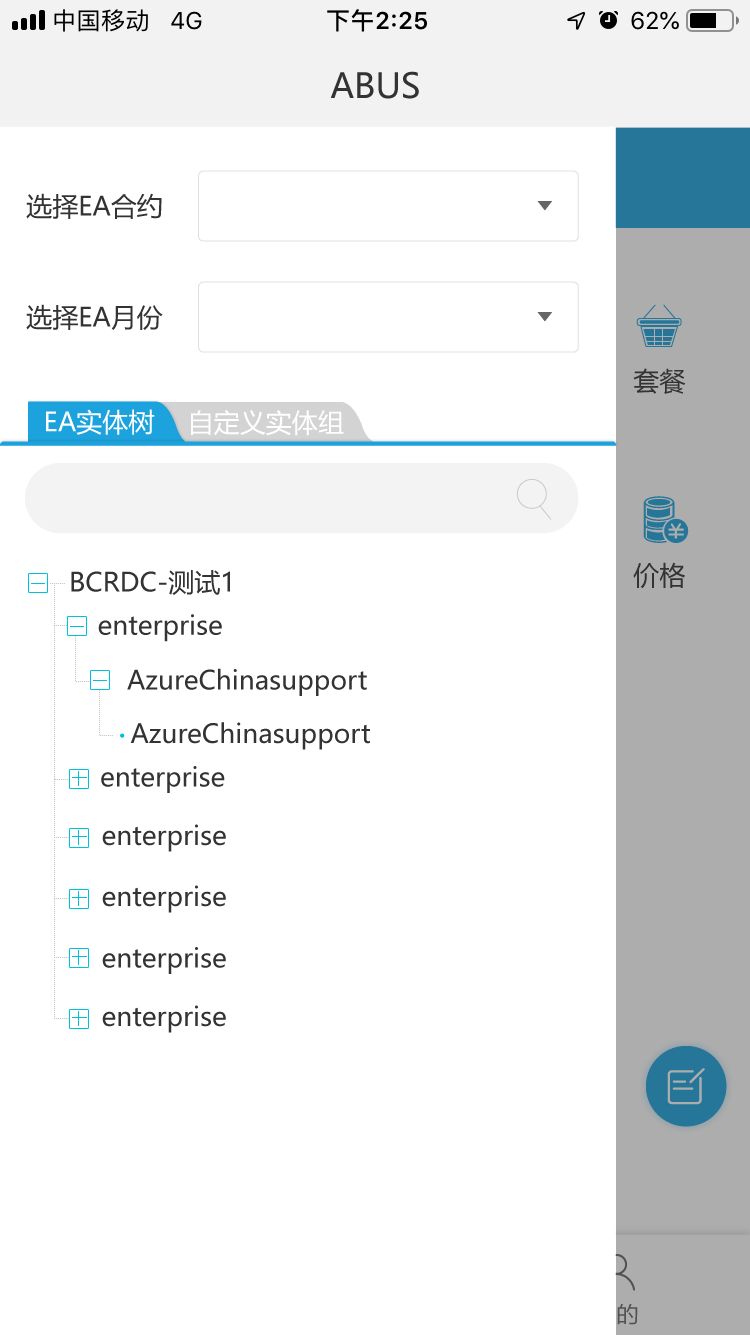 中国移动 4G 下午2:25 62%
ABUS
选择EA合约
选择EA月份
套餐
EA实体树 自定义实体组
价格
BCRDC-测试1
enterprise
AzureChinasupport
AzureChinasupport
enterprise
enterprise
enterprise
enterprise
enterprise
的